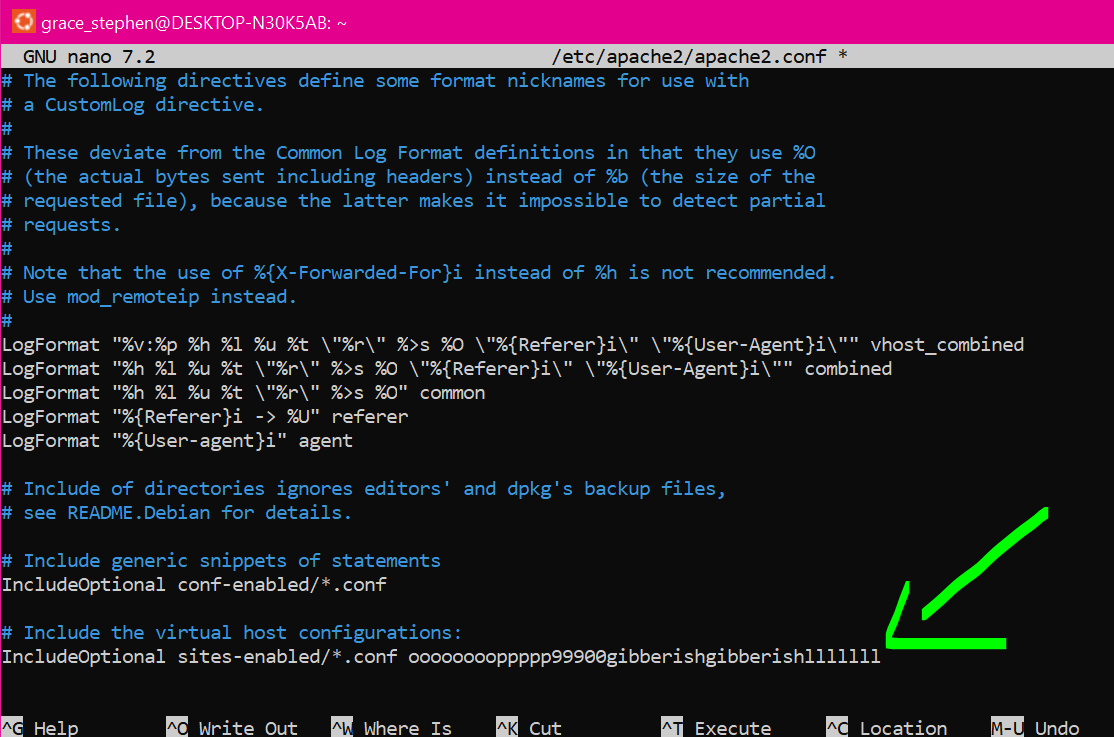 grace_stephen@DESKTOP-N30K5AB: ~
GNU nano 7.2 /etc/apache2/apache2.conf *
# The following directives define some format nicknames for use with
# a CustomLog directive.
#
# These deviate from the Common Log Format definitions in that they use %O
# (the actual bytes sent including headers) instead of %b (the size of the
# requested file), because the latter makes it impossible to detect partial
# requests.
#
# Note that the use of %{X-Forwarded-For}i instead of %h is not recommended.
# Use mod_remoteip instead.
#
LogFormat "%v:%p %h %l %u %t \"%r\" %>s %O \"%{Referer}i\" \"%{User-Agent}i\"" vhost_combined
LogFormat "%h %l %u %t \"%r\" %>s %O \"%{Referer}i\" \"%{User-Agent}i\"" combined
LogFormat "%h %l %u %t \"%r\" %>s %O" common
LogFormat "%{Referer}i -> %U" referer
LogFormat "%{User-agent}i" agent
# Include of directories ignores editors' and dpkg's backup files,
# see README.Debian for details.
# Include generic snippets of statements
IncludeOptional conf-enabled/*.conf
# Include the virtual host configurations:
IncludeOptional sites-enabled/*.conf ooooooooppppp99900gibberishgibberishlllllll
^G Help ^O Write Out ^W Where Is ^K Cut ^T Execute ^C Location M-U Undo